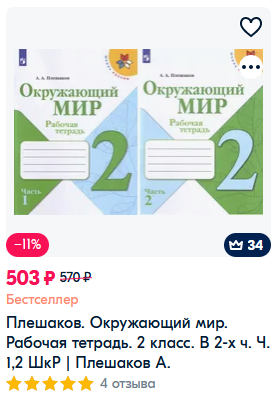 А. А. Плешаков
Окружающий
МИР
Рабочая тетрадь
2
Часть
1
А. А. Плешаков
Окружающий
МИР
Рабочая тетрадь
2
Часть
2
–11%
34
503 ₽ 570 ₽
Бестселлер
Плешаков. Окружающий мир.
Рабочая тетрадь. 2 класс. В 2-х ч. Ч.
1,2 ШкР | Плешаков А.
4 отзыва